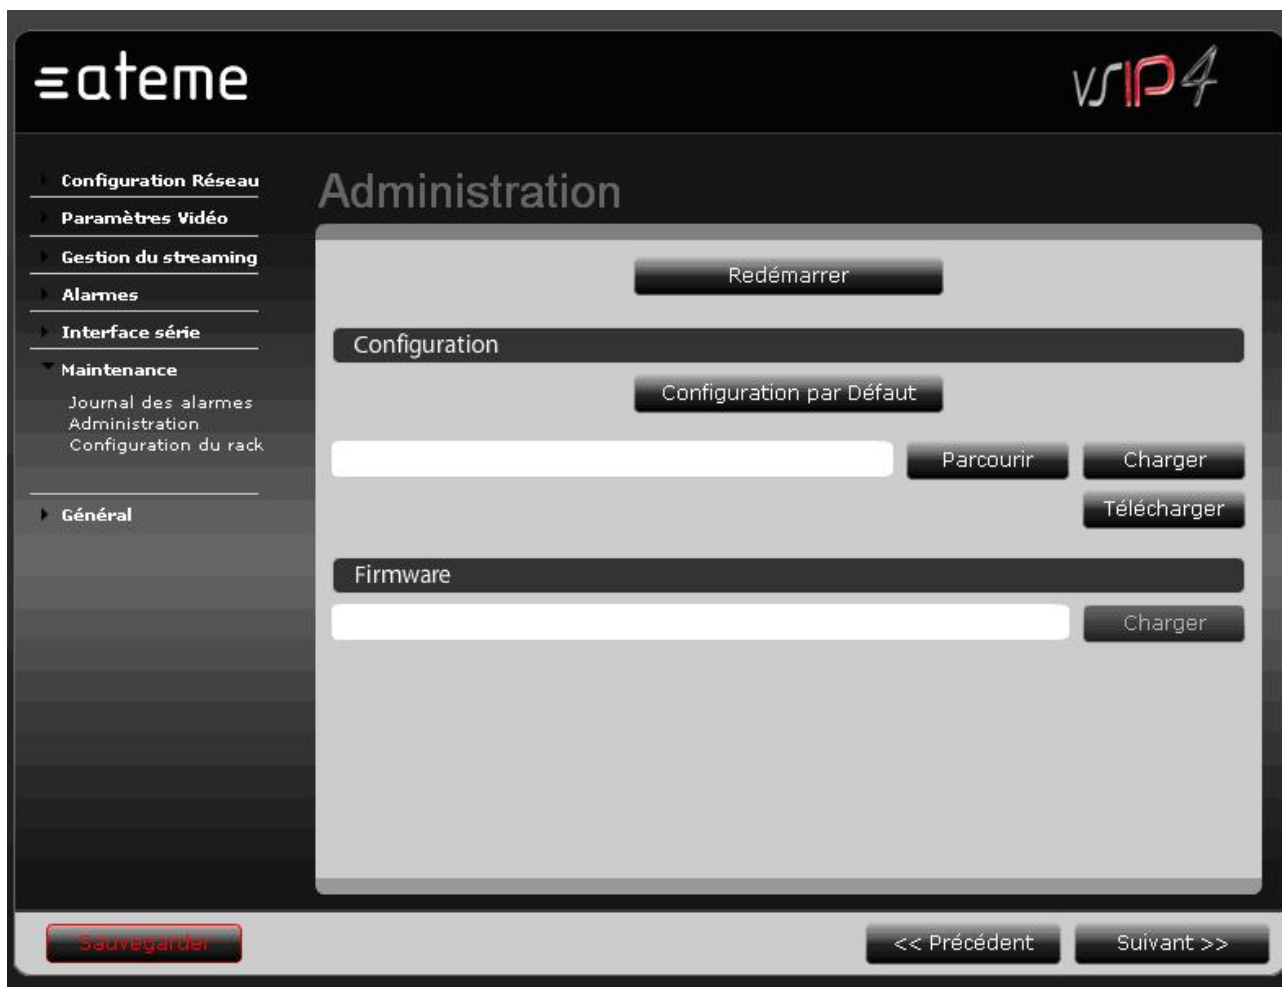 ateme
vsIP4
Configuration Réseau
Paramètres Vidéo
Gestion du streaming
Alarmes
Interface série
Maintenance
Journal des alarmes
Administration
Configuration du rack
Général
Administration
Redémarrer
Configuration
Configuration par Défaut
Parcourir Charger
Télécharger
Firmware
Charger
Sauvegarder
<< Précédent Suivant >>